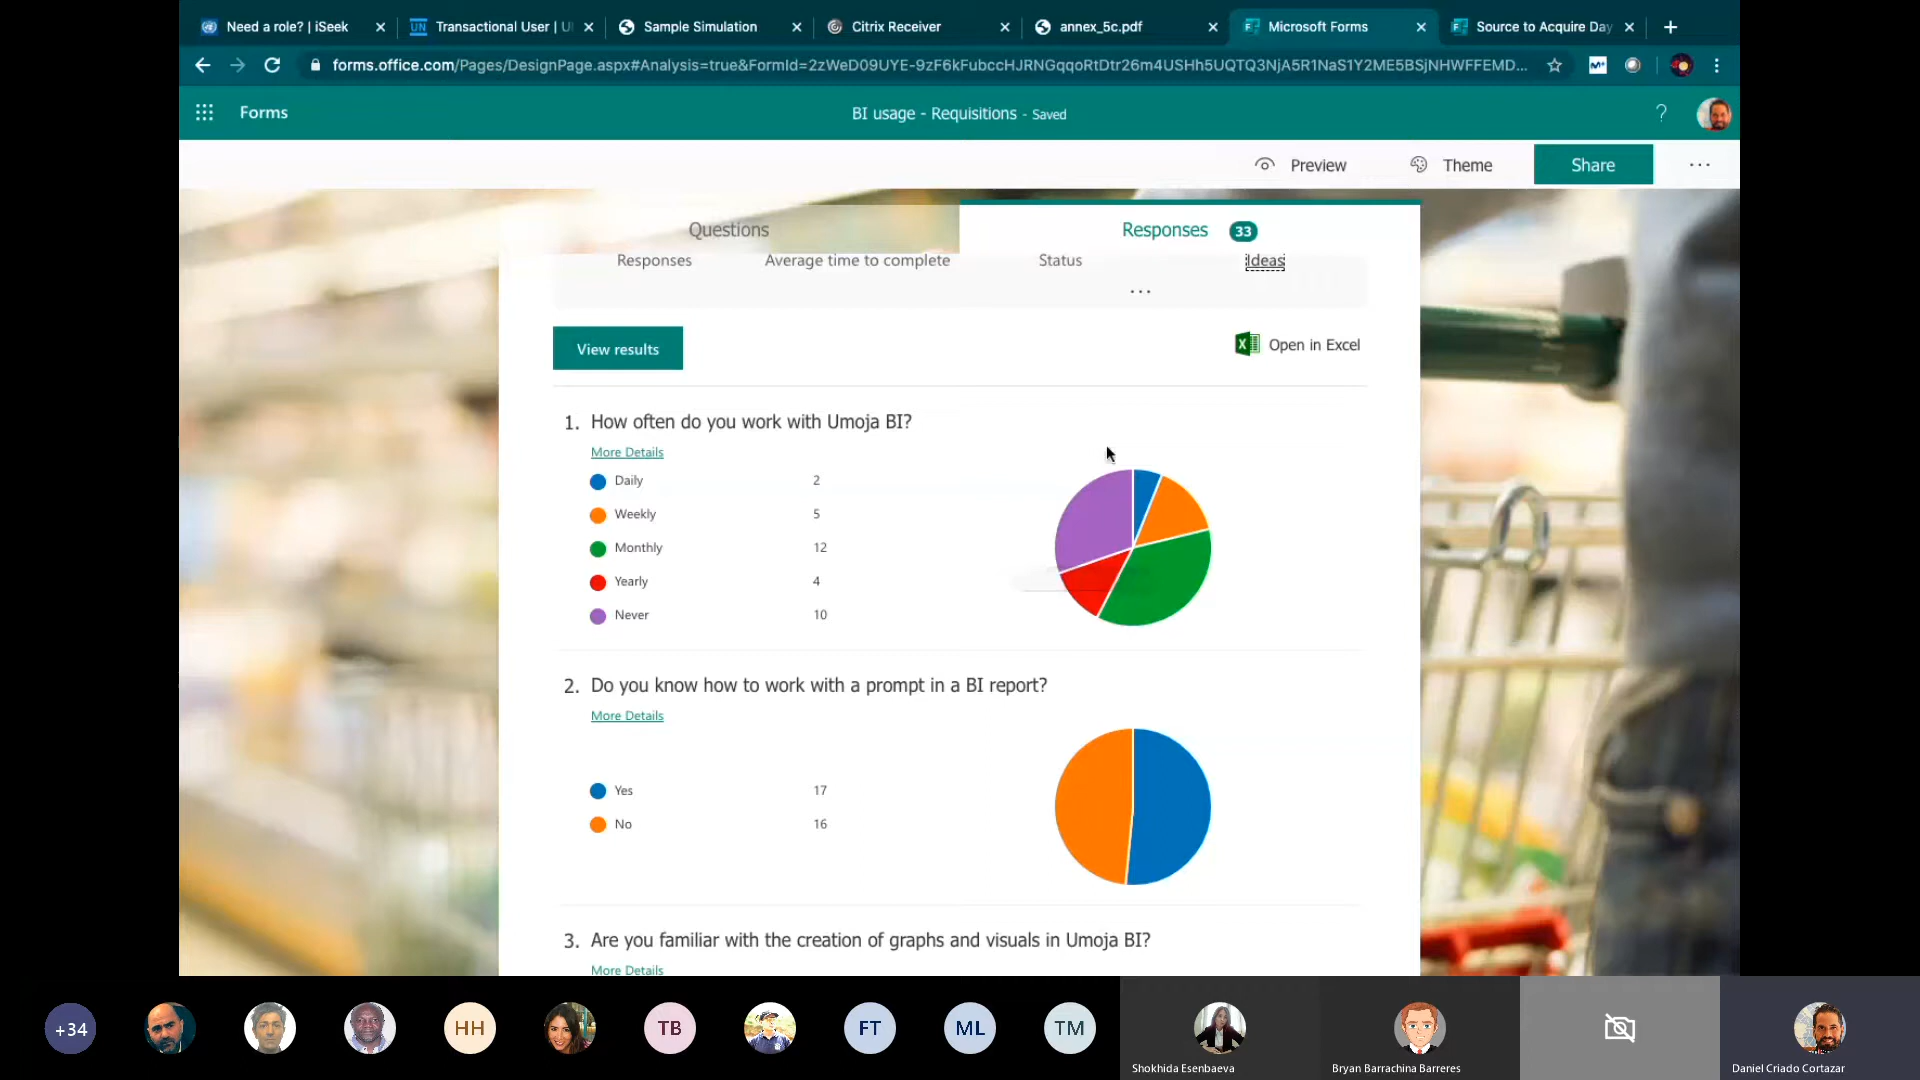 Need a role? | iSeek
UN Transactional User | U
Sample Simulation
Citrix Receiver
annex_5c.pdf
Microsoft Forms
Source to Acquire Day
forms.office.com/Pages/DesignPage.aspx#Analysis=true&FormId=2zWeD09UYE-9zF6kFubccHJRNGqqoRtDtr26m4USHh5UQTQ3NjA5R1NaS1Y2ME5BSjNHWFFEMD...
Forms
BI usage - Requisitions - Saved
?
Preview
Theme
Share
...
Questions
Responses 33
Responses
Average time to complete
Status
Ideas
...
View results
Open in Excel
1. How often do you work with Umoja BI?
More Details
Daily 2
Weekly 5
Monthly 12
Yearly 4
Never 10
2. Do you know how to work with a prompt in a BI report?
More Details
Yes 17
No 16
3. Are you familiar with the creation of graphs and visuals in Umoja BI?
More Details
+34
HH
TB
FT
ML
TM
Shokhida Esenbaeva
Bryan Barrachina Barreres
Daniel Criado Cortazar